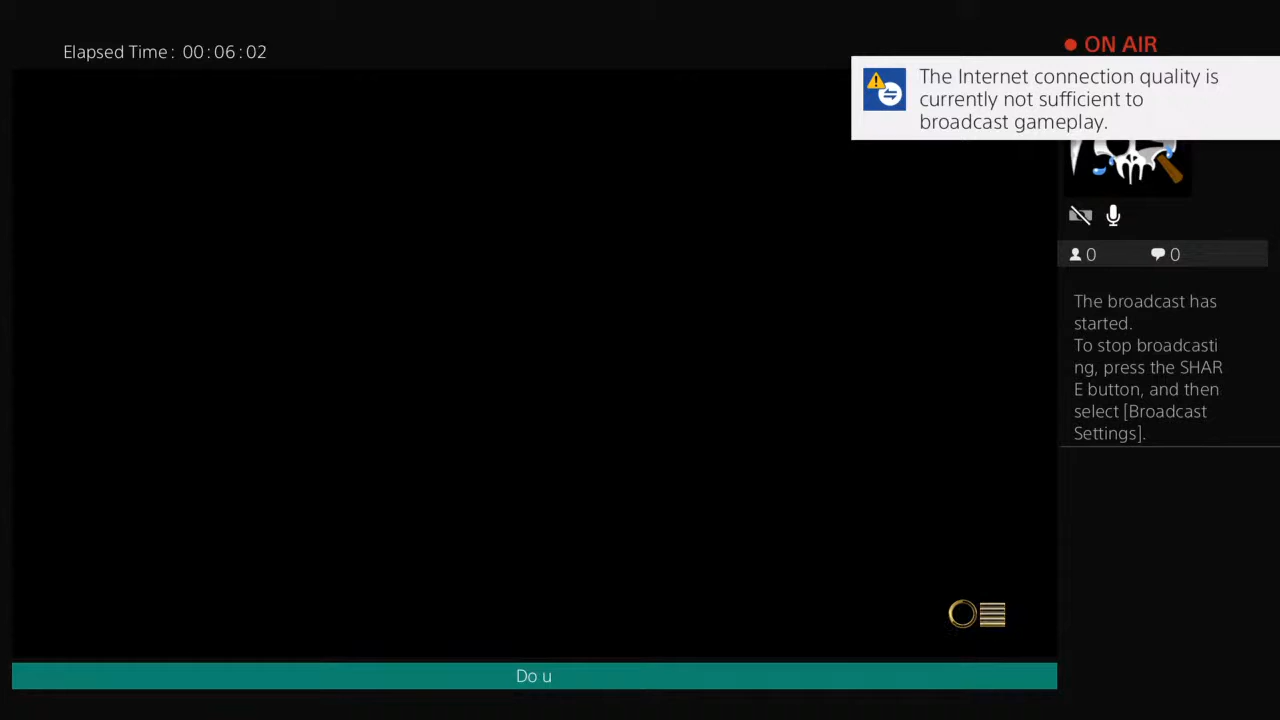 Elapsed Time: 00:06:02
ON AIR
The Internet connection quality is
currently not sufficient to
broadcast gameplay.
0
0
The broadcast has
started.
To stop broadcasti
ng, press the SHAR
E button, and then
select [Broadcast
Settings].
Do u